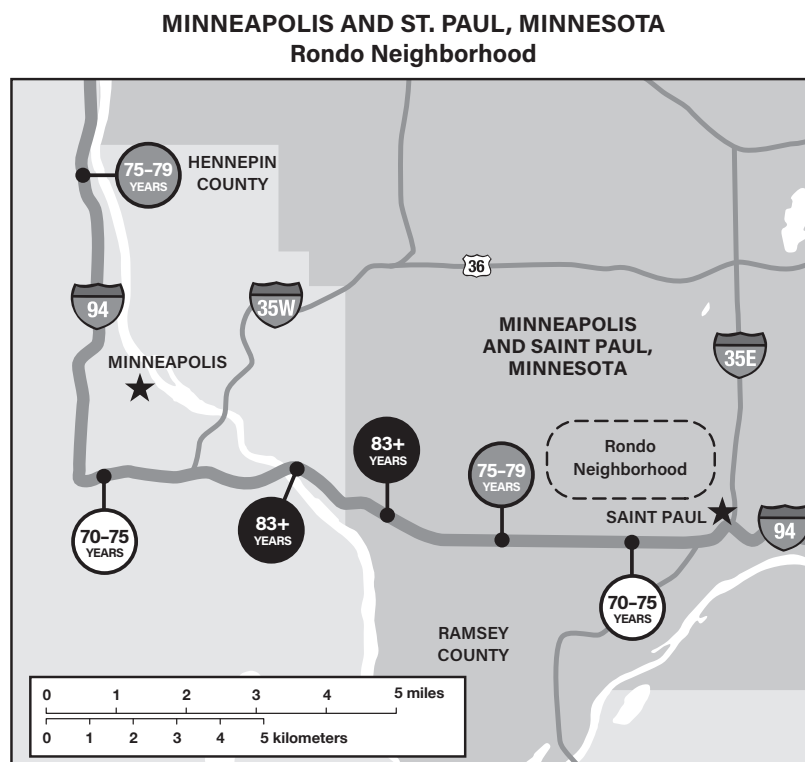 MINNEAPOLIS AND ST. PAUL, MINNESOTA
Rondo Neighborhood
75–79
YEARS
HENNEPIN
COUNTY
36
94
35W
MINNEAPOLIS
AND SAINT PAUL,
MINNESOTA
35E
MINNEAPOLIS
83+
YEARS
Rondo
Neighborhood
75–79
YEARS
SAINT PAUL
83+
YEARS
94
70–75
YEARS
70–75
YEARS
RAMSEY
COUNTY
0 1 2 3 4 5 miles
0 1 2 3 4 5 kilometers